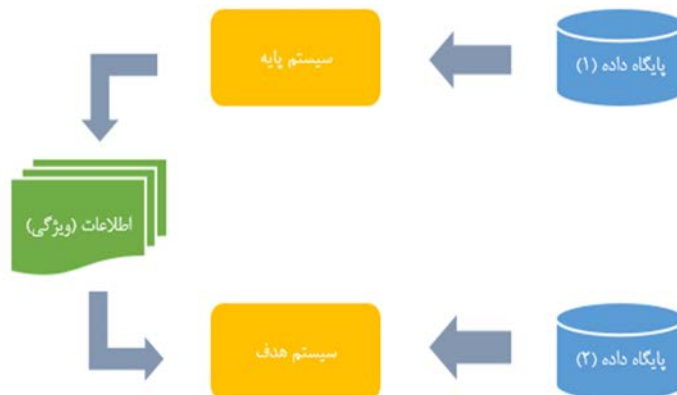 پایگاه داده (۱)
سیستم پایه
اطلاعات (ویژگی)
پایگاه داده (۲)
سیستم هدف